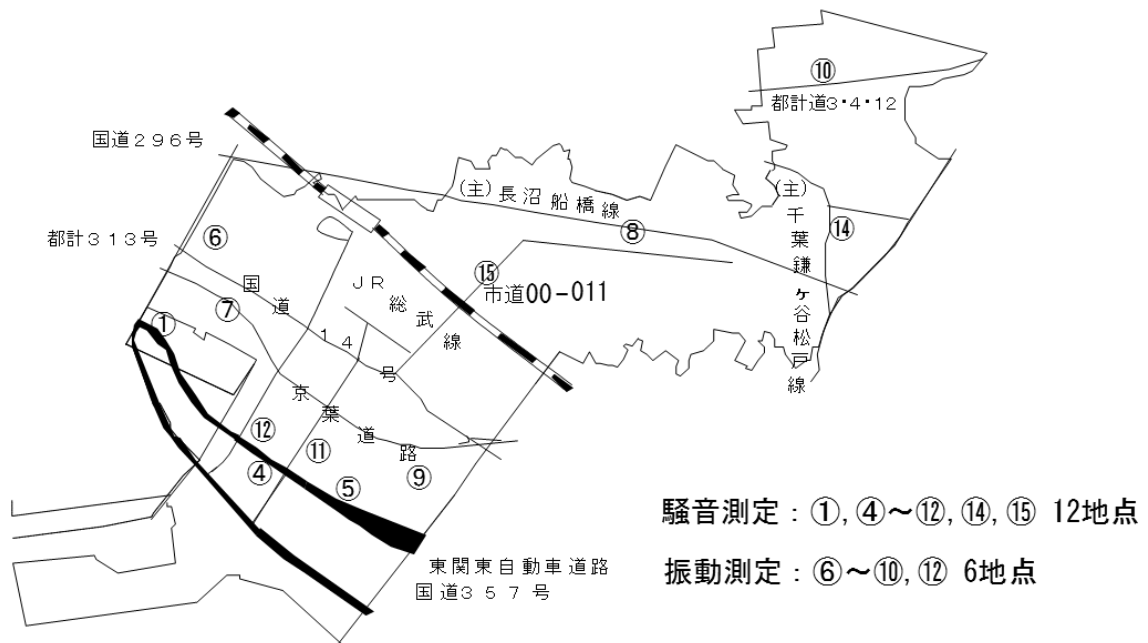 ⑩
都計道3・4・12
国道296号
(主)長沼船橋線
(主)千葉鎌ヶ谷松戸線
⑥
⑧
⑭
都計313号
⑮
市道00-011
国道14号
JR総武線
⑦
①
京葉道路
⑫
⑪
④
⑤
⑨
騒音測定：①,④～⑫,⑭,⑮ 12地点
東関東自動車道路
国道357号
振動測定：⑥～⑩,⑫ 6地点